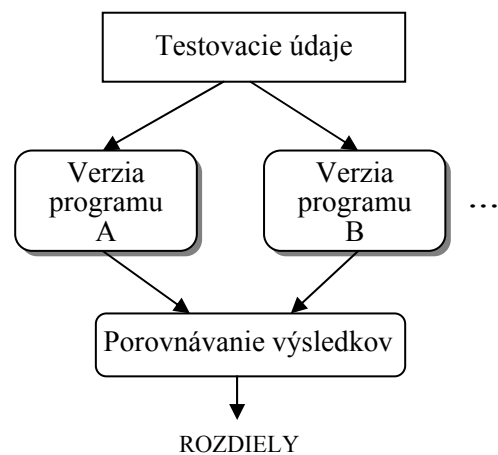 Testovacie údaje
Verzia
programu
A
Verzia
programu
B
...
Porovnávanie výsledkov
ROZDIELY